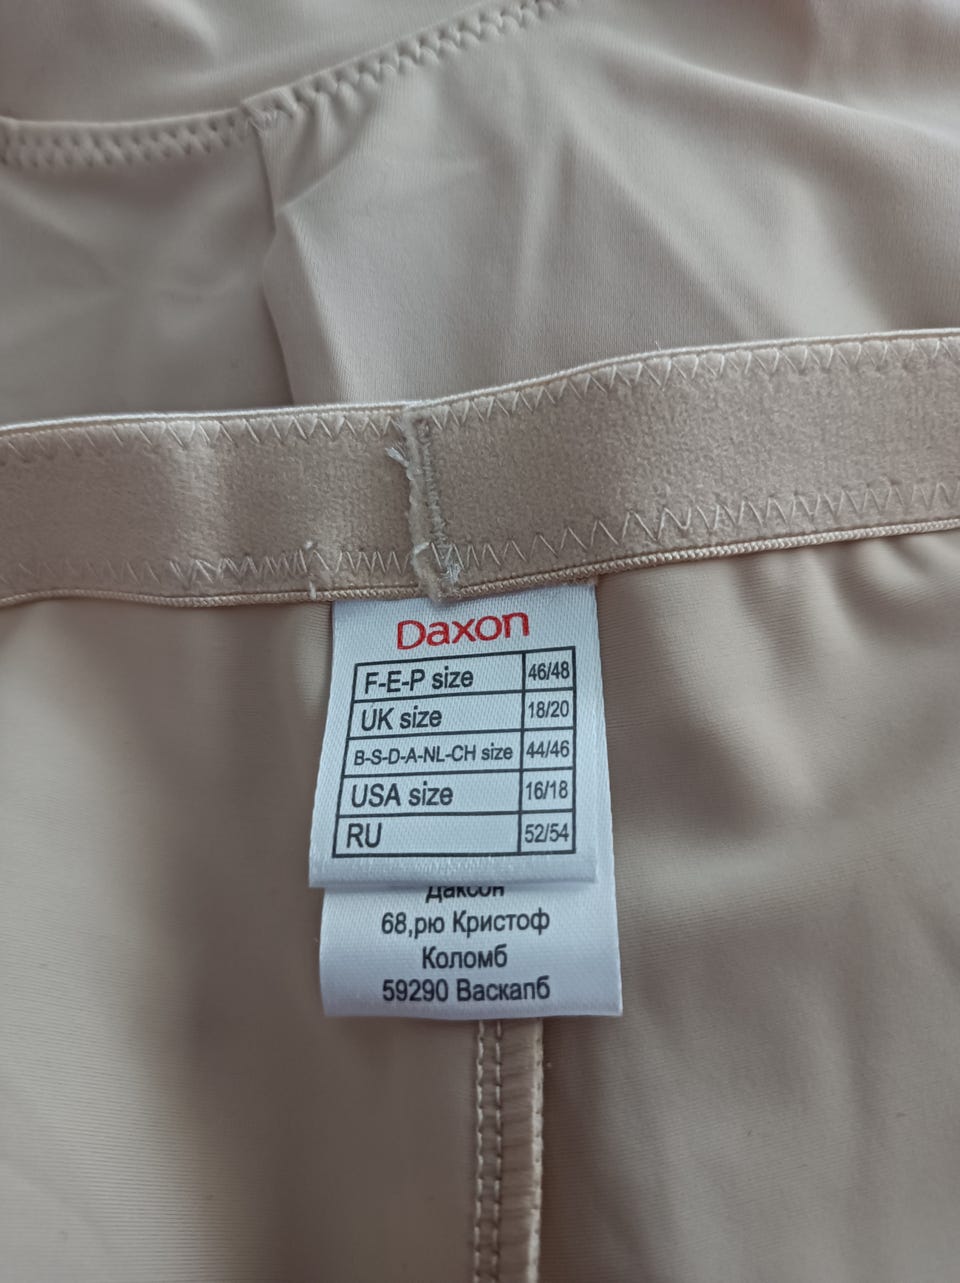 Daxon
F-E-P size 46/48
UK size 18/20
B-S-D-A-NL-CH size 44/46
USA size 16/18
RU 52/54
Даксон
68,рю Кристоф
Коломб
59290 Васкапб